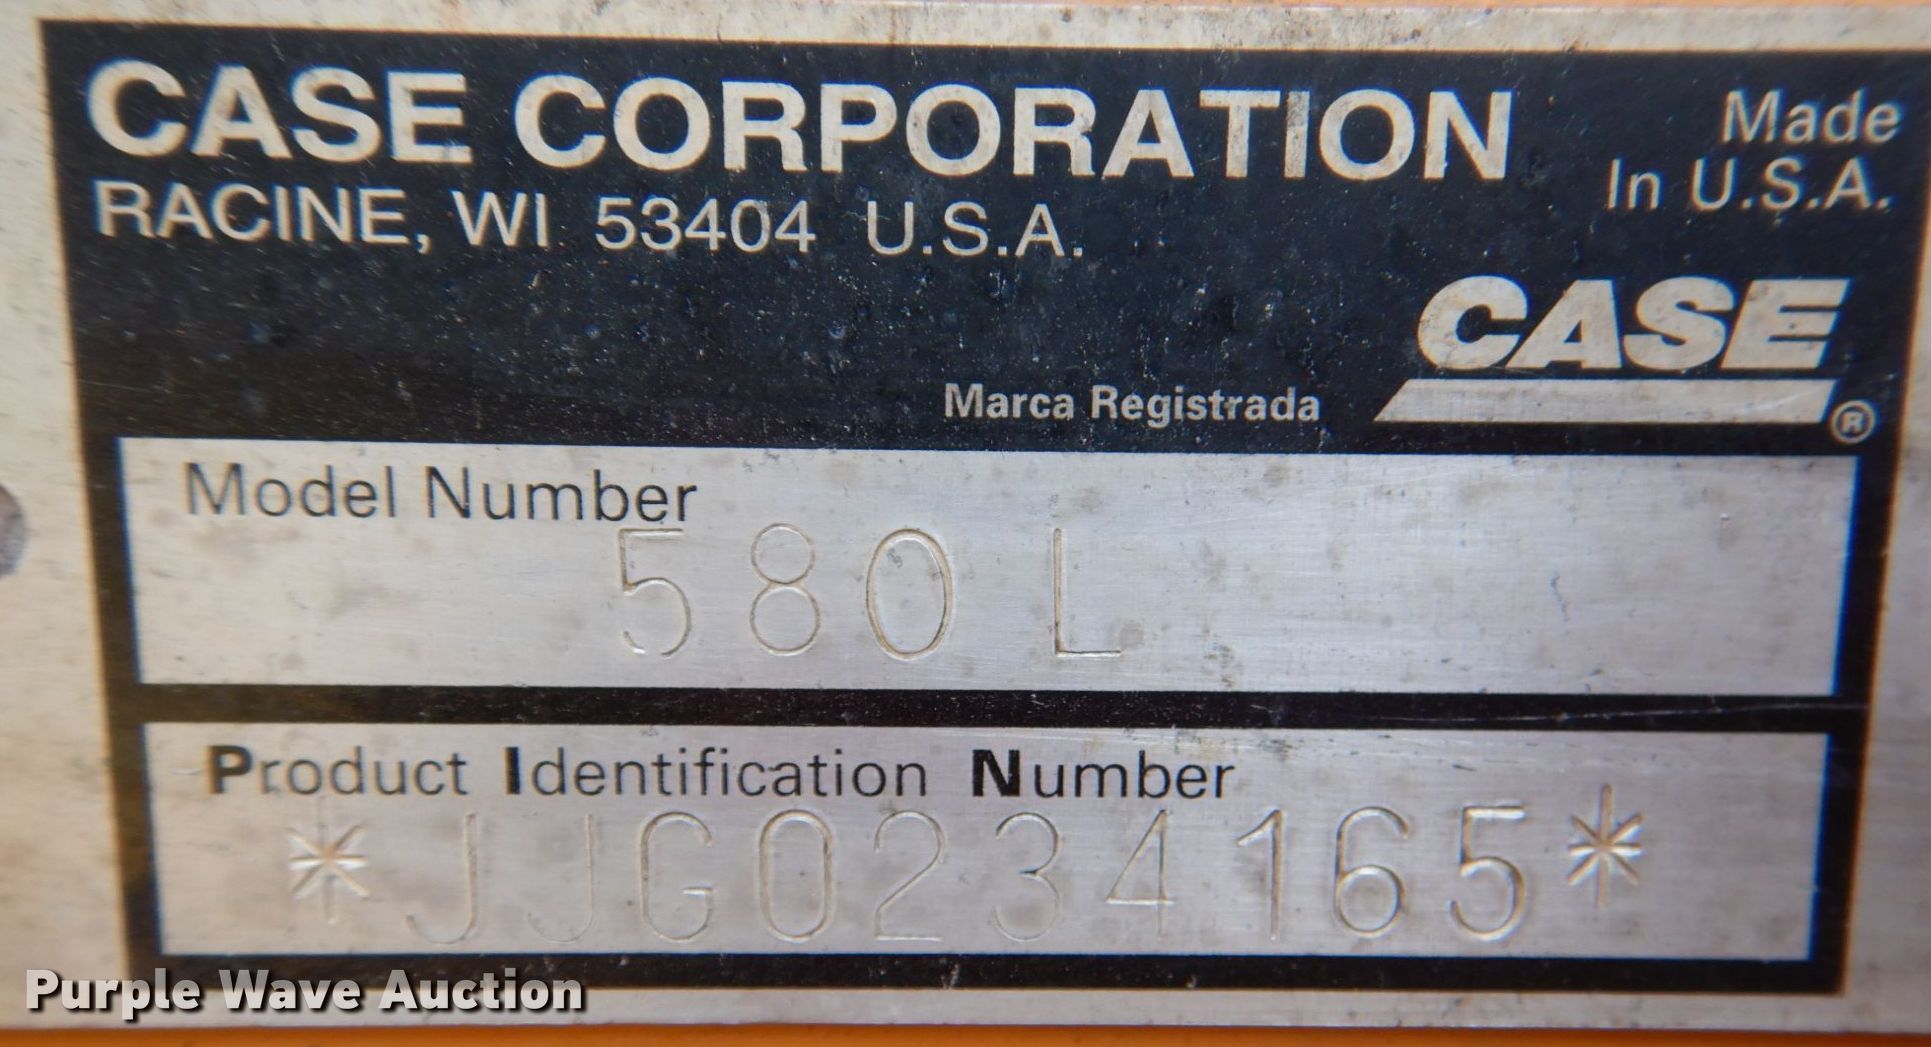 CASE CORPORATION
RACINE, WI 53404 U.S.A.
Made
In U.S.A.
CASE
Marca Registrada ®
Model Number
580 L
Product Identification Number
*JJG0234165*
Purple Wave Auction